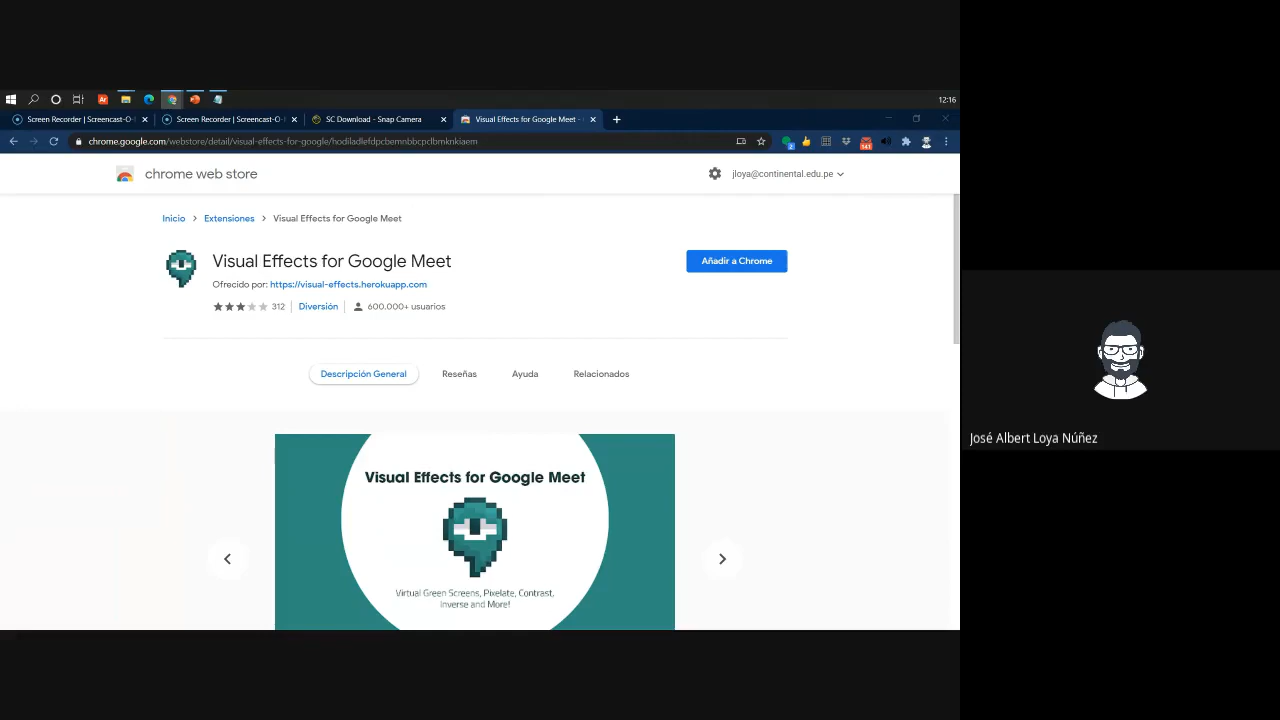 12:16
Screen Recorder | Screencast-O-
Screen Recorder | Screencast-O-
SC Download - Snap Camera
Visual Effects for Google Meet -
chrome.google.com/webstore/detail/visual-effects-for-google/hodiladlefdpcbemnbbcpclbmknkiaem
chrome web store
jloya@continental.edu.pe
Inicio > Extensiones > Visual Effects for Google Meet
Visual Effects for Google Meet
Añadir a Chrome
Ofrecido por: https://visual-effects.herokuapp.com
312 | Diversión | 600.000+ usuarios
Descripción General
Reseñas
Ayuda
Relacionados
Visual Effects for Google Meet
Virtual Green Screens, Pixelate, Contrast,
Inverse and More!
José Albert Loya Núñez